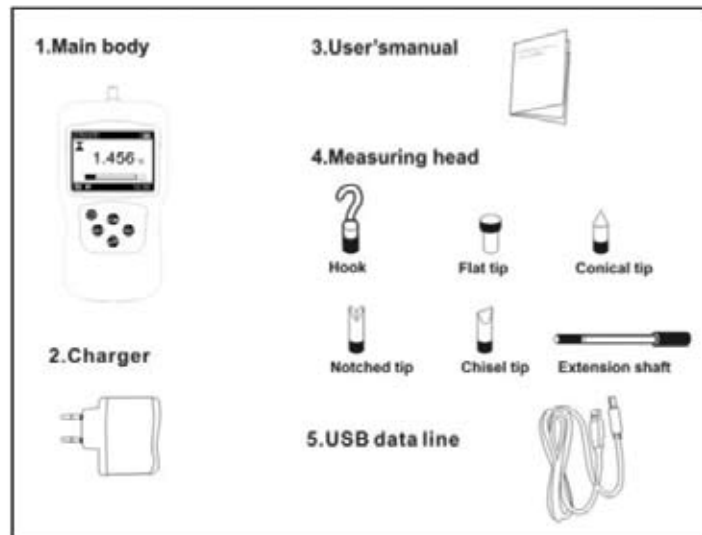 1.Main body
1.456
2.Charger
3.User'smanual
4.Measuring head
Hook
Flat tip
Conical tip
Notched tip
Chisel tip
Extension shaft
5.USB data line